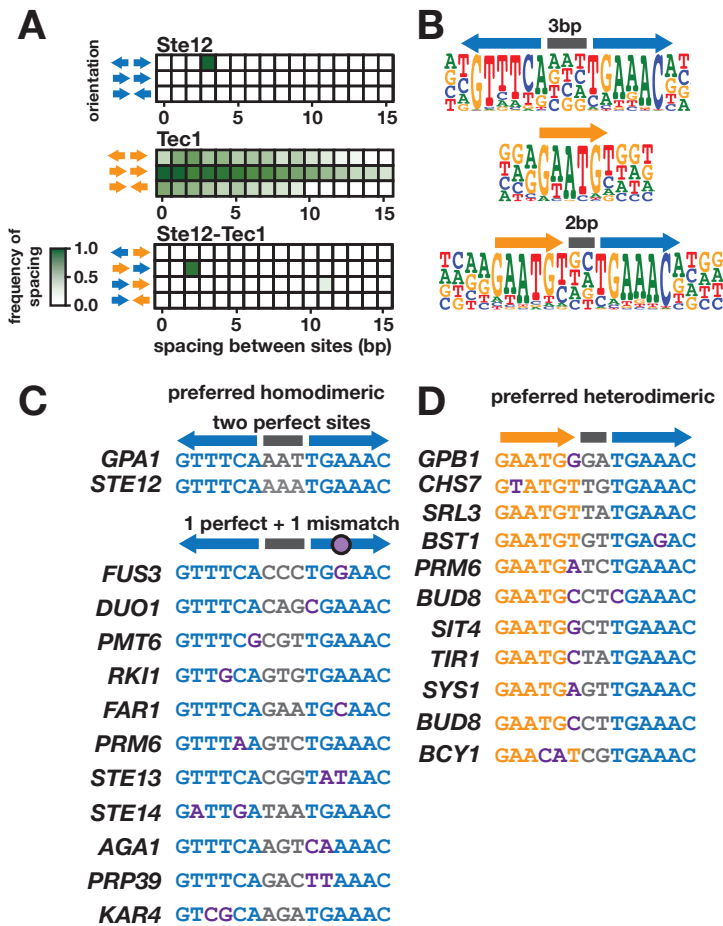 A
Ste12
orientation
0 5 10 15
Tec1
0 5 10 15
Ste12-Tec1
frequency of
spacing
1.0
0.5
0.0
0 5 10 15
spacing between sites (bp)
B
3bp
ATGTTTCAAATTGAAACAT
GGAGAATGTGGT
2bp
TCAAGAATGTGCTGAAACATGG
C
preferred homodimeric
two perfect sites
GPA1 GTTTCAAATTGAAAC
STE12 GTTTCAAAATGAAAC
1 perfect + 1 mismatch
FUS3 GTTTCACCCTGGAAC
DUO1 GTTTCACAGCGAAAC
PMT6 GTTTCGCGTTGAAAC
RKI1 GTTGCAGTGTGAAAC
FAR1 GTTTCAGAATGCAAC
PRM6 GTTTAAGTCTGAAAC
STE13 GTTTCACGGTATAAC
STE14 GATTGATAATGAAAC
AGA1 GTTTCAAGTCAAAAC
PRP39 GTTTCAGACTTAAAC
KAR4 GTCGCAAGATGAAAC
D
preferred heterodimeric
GPB1 GAATGGGATGAAAC
CHS7 GTATGTTGTGAAAC
SRL3 GAATGTTATGAAAC
BST1 GAATGTGTTGAGAC
PRM6 GAATGATCTGAAAC
BUD8 GAATGCCTCGAAAC
SIT4 GAATGGCTTGAAAC
TIR1 GAATGCTATGAAAC
SYS1 GAATGAGTTGAAAC
BUD8 GAATGCCTTGAAAC
BCY1 GAACATCGTGAAAC